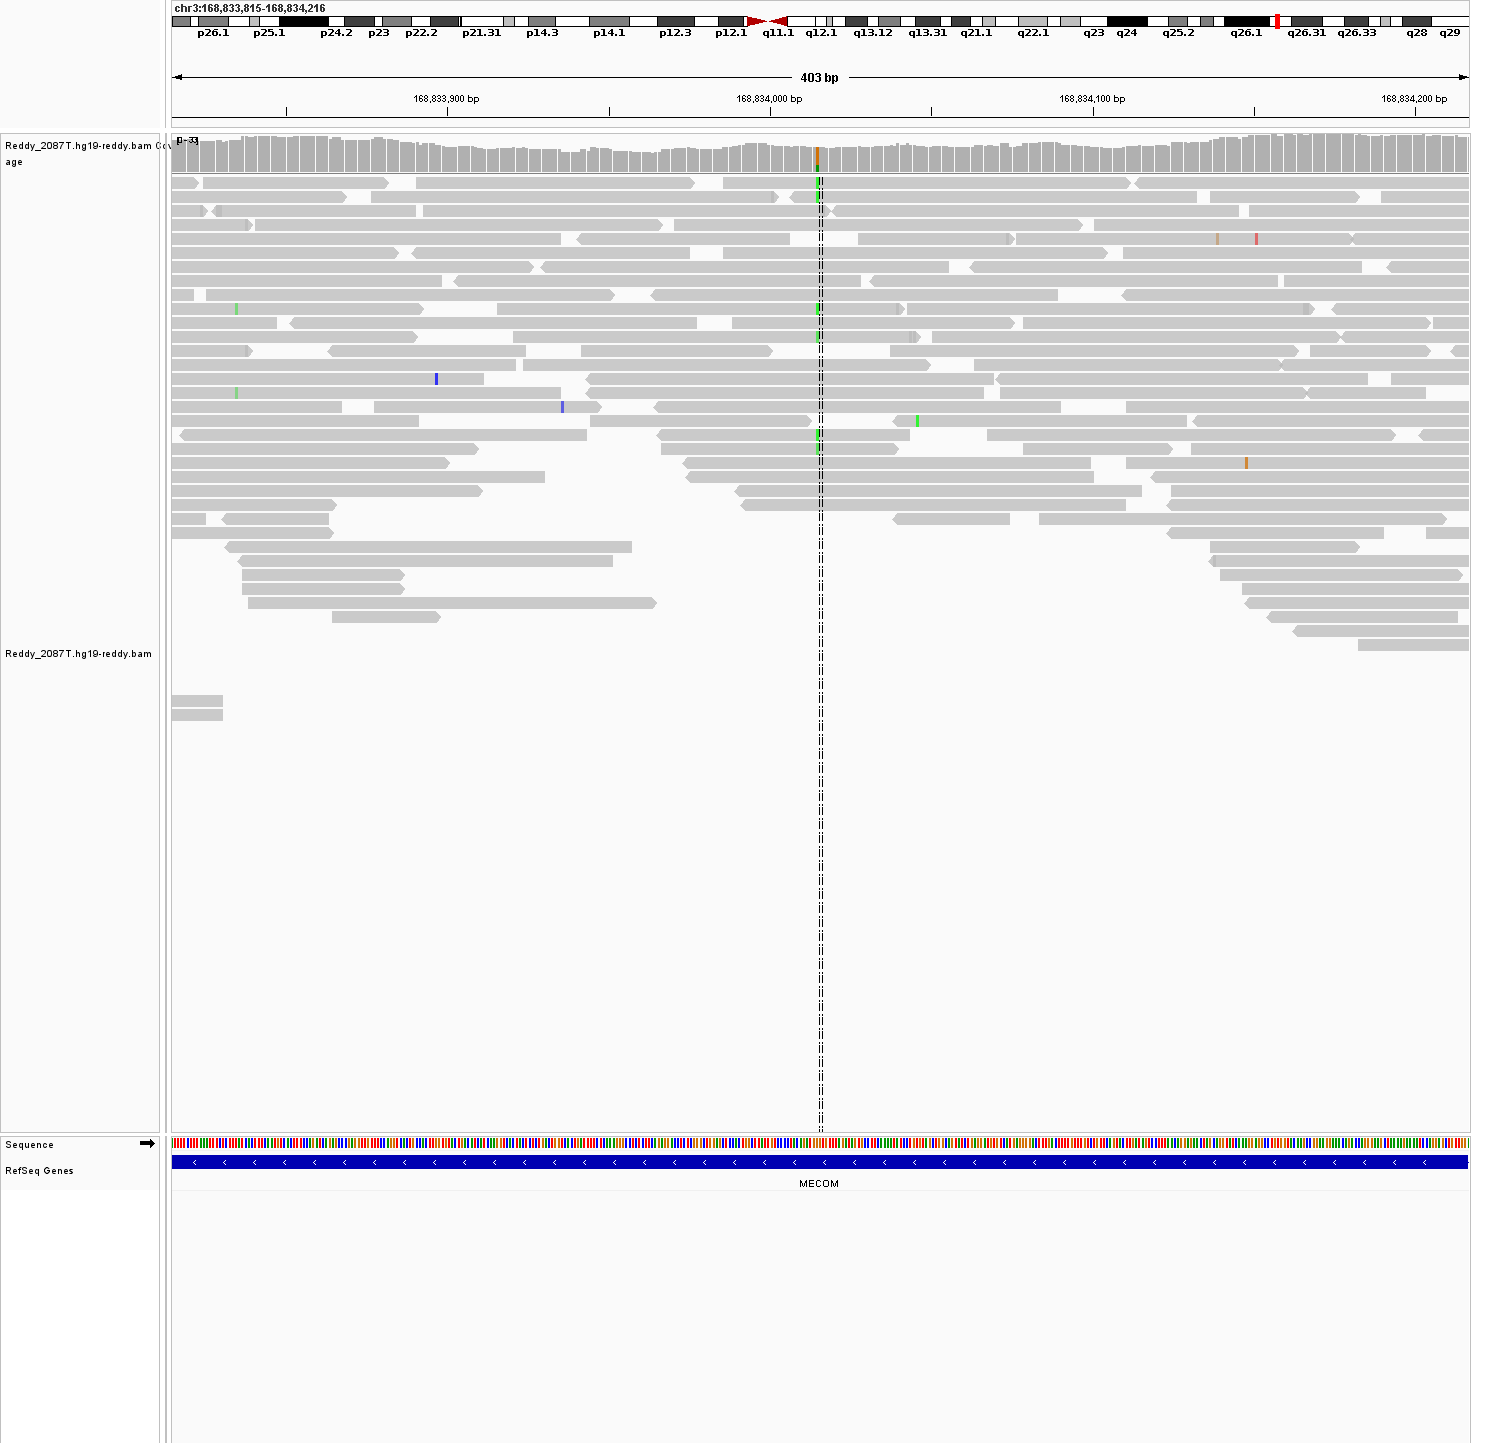 chr3:168,833,815-168,834,216
p26.1 p25.1 p24.2 p23 p22.2 p21.31 p14.3 p14.1 p12.3 p12.1 q11.1 q12.1 q13.12 q13.31 q21.1 q22.1 q23 q24 q25.2 q26.1 q26.31 q26.33 q28 q29
403 bp
168,833,900 bp 168,834,000 bp 168,834,100 bp 168,834,200 bp
Reddy_2087T.hg19-reddy.bam Cov
age
Reddy_2087T.hg19-reddy.bam
Sequence
RefSeq Genes
MECOM